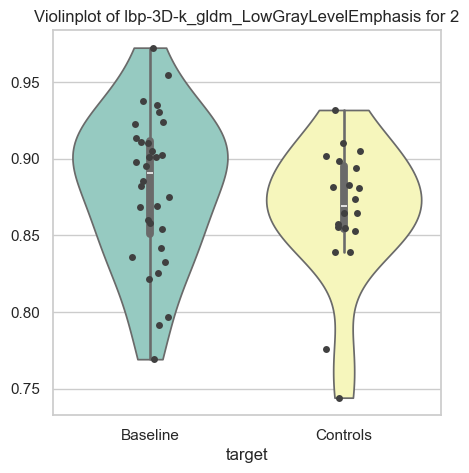 Violinplot of lbp-3D-k_gldm_LowGrayLevelEmphasis for 2
0.95
0.90
0.85
0.80
0.75
Baseline
Controls
target